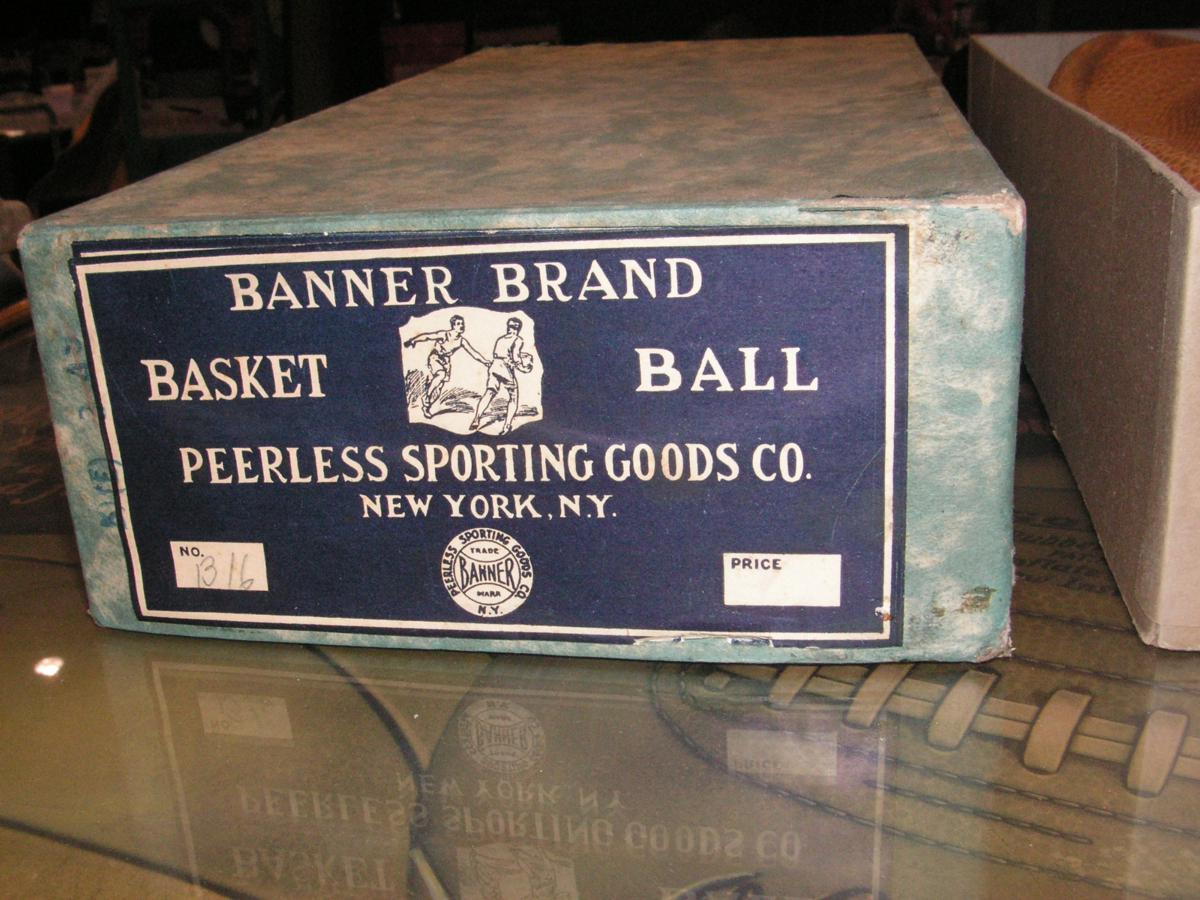 BANNER BRAND
BASKET BALL
PEERLESS SPORTING GOODS CO.
NEW YORK, N.Y.
NO. 1316
PEERLESS SPORTING GOODS CO.
TRADE
BANNER
MARK
N.Y.
PRICE